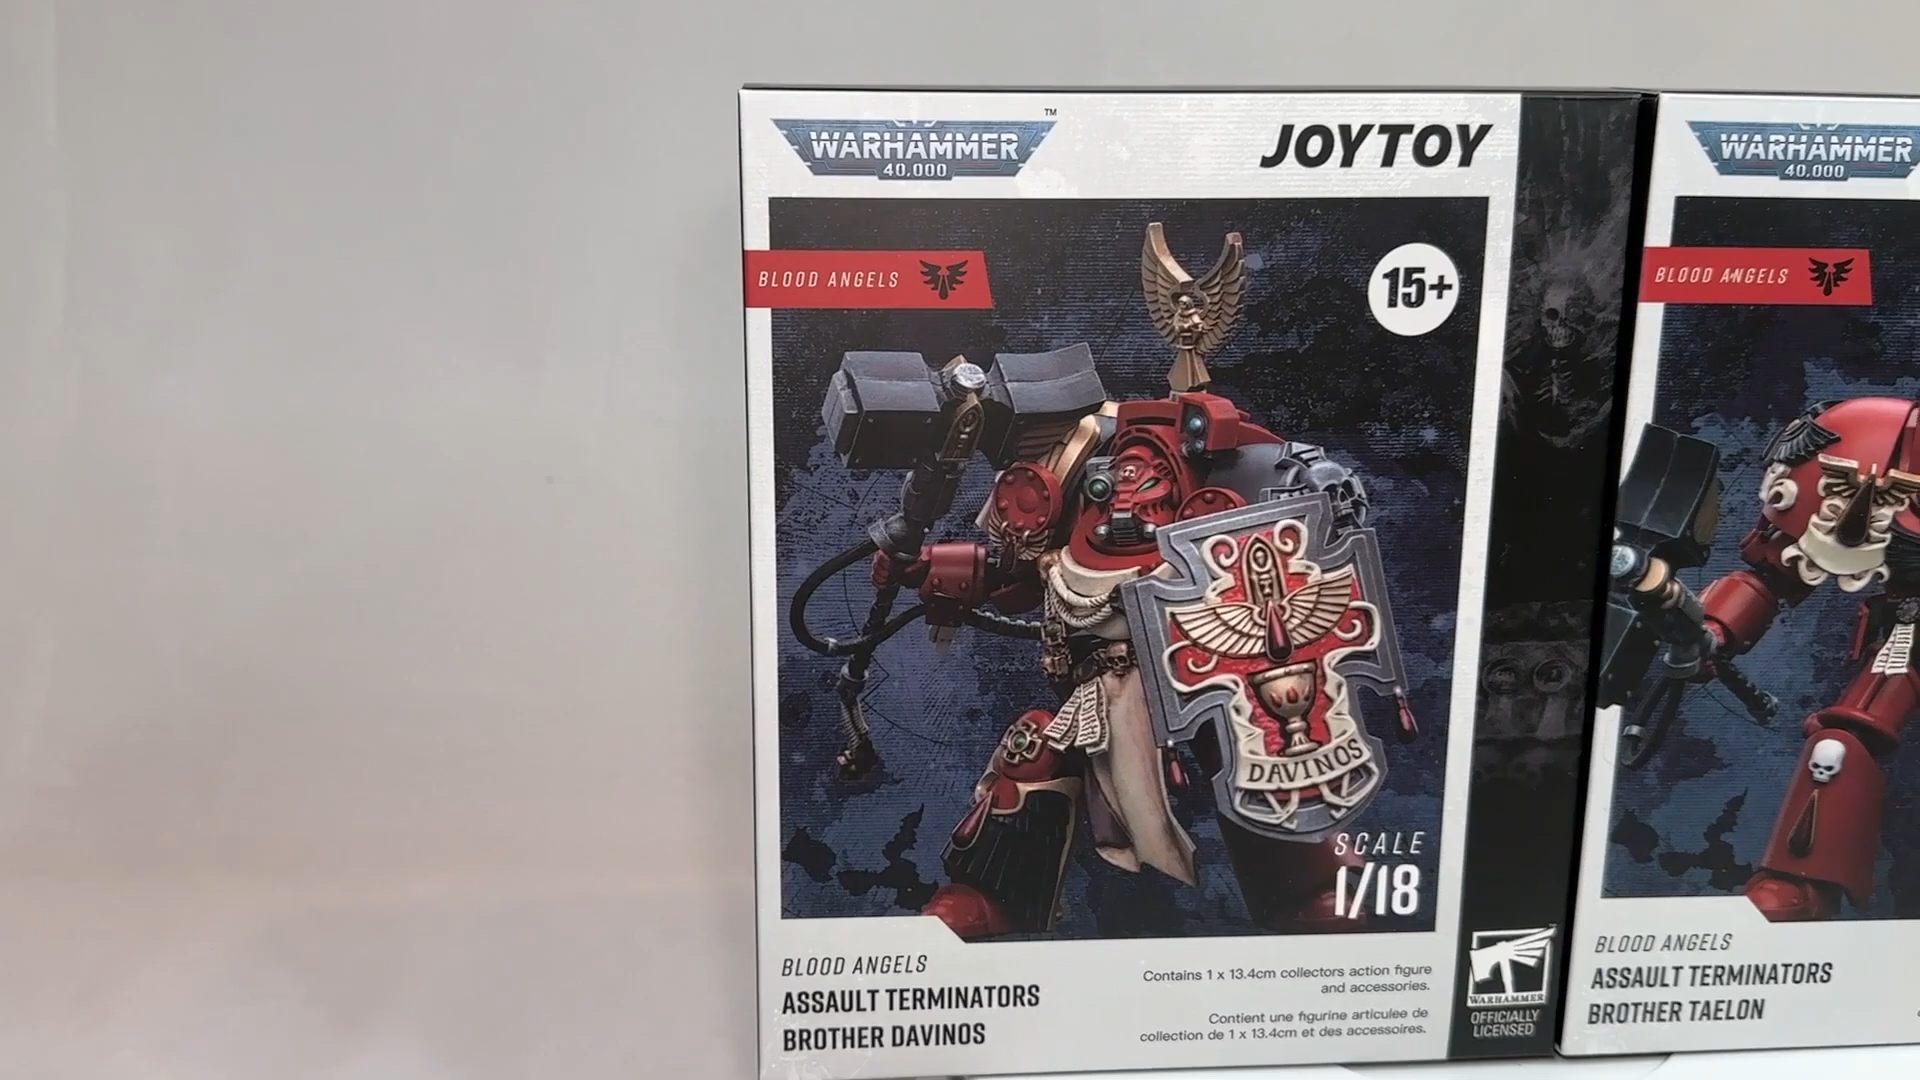 WARHAMMER
40,000
TM
JOYTOY
BLOOD ANGELS
15+
DAVINOS
SCALE
1/18
BLOOD ANGELS
ASSAULT TERMINATORS
BROTHER DAVINOS
Contains 1 x 13.4cm collectors action figure
and accessories.
Contient une figurine articulee de
collection de 1 x 13.4cm et des accessoires.
WARHAMMER
OFFICIALLY
LICENSED
WARHAMMER
40,000
BLOOD ANGELS
BLOOD ANGELS
ASSAULT TERMINATORS
BROTHER TAELON